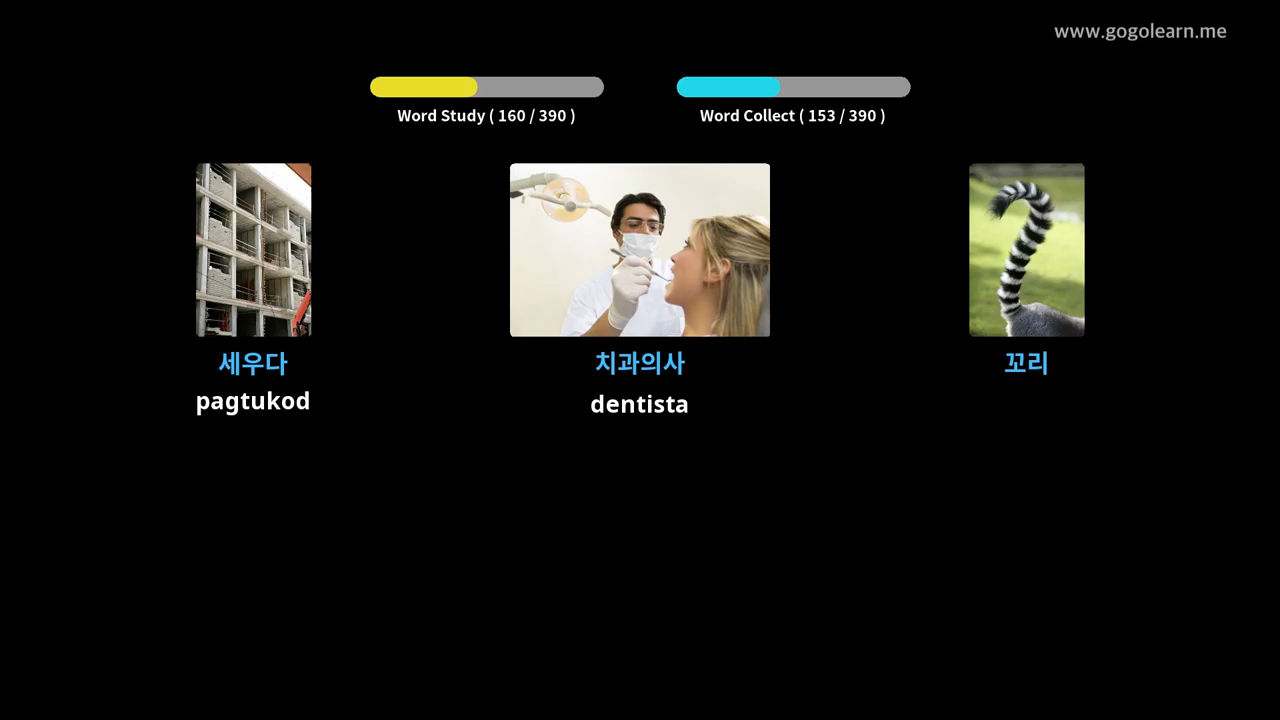 www.gogolearn.me
Word Study ( 160 / 390 )
Word Collect ( 153 / 390 )
세우다
pagtukod
치과의사
dentista
꼬리